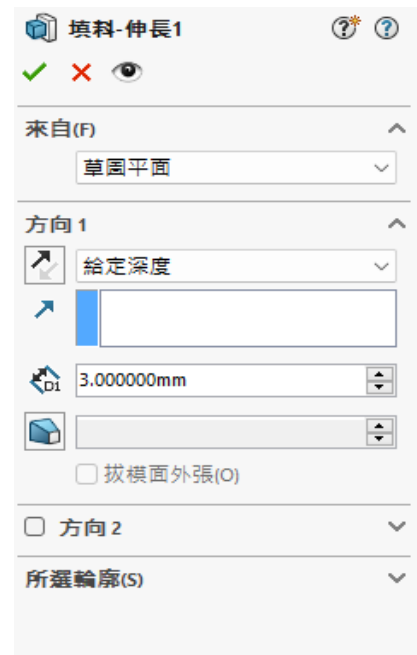 填料-伸長1
來自(F)
草圖平面
方向 1
給定深度
D1
3.000000mm
拔模面外張(O)
方向 2
所選輪廓(S)